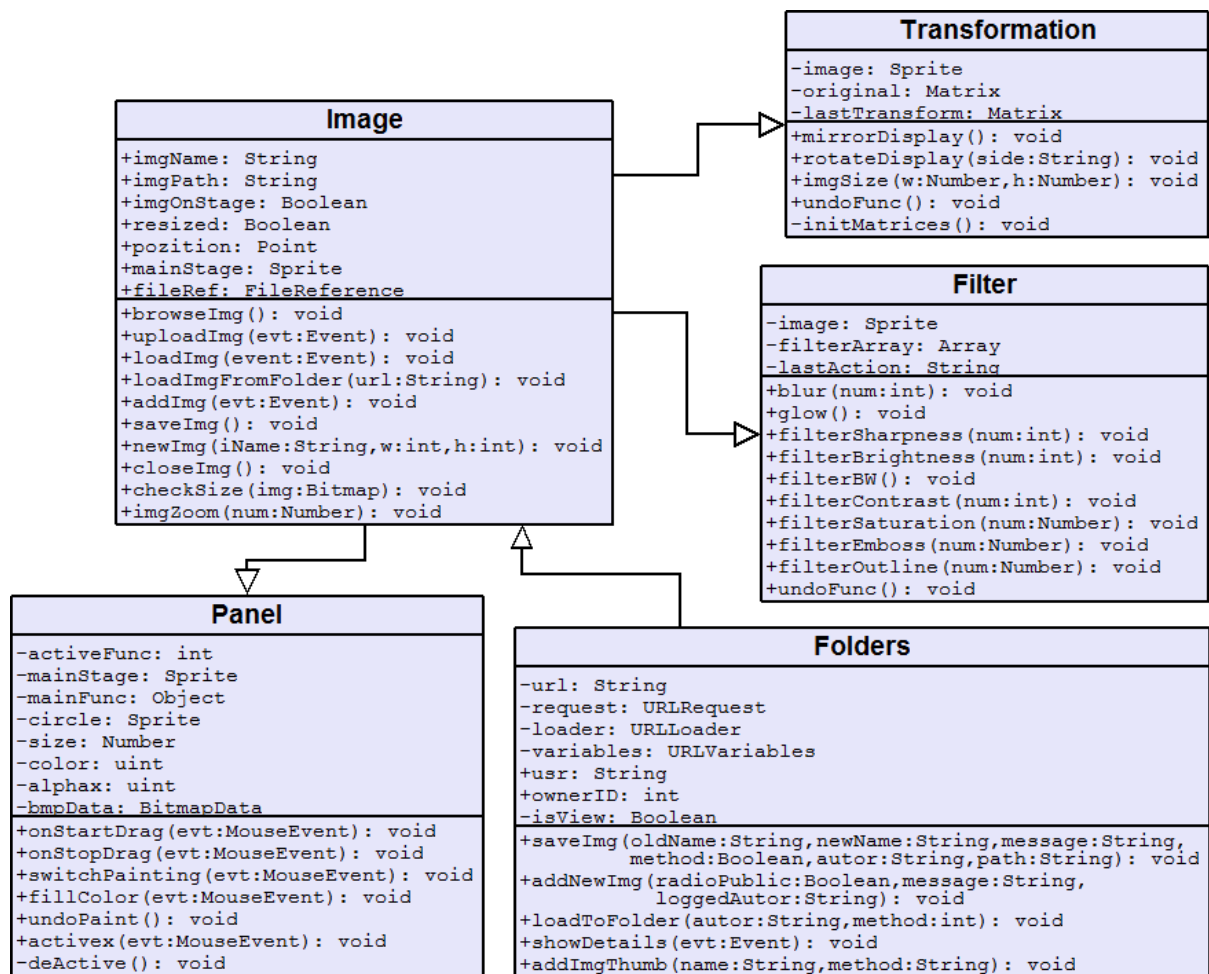 Transformation
-image: Sprite
-original: Matrix
-lastTransform: Matrix
+mirrorDisplay(): void
+rotateDisplay(side:String): void
+imgSize(w:Number,h:Number): void
+undoFunc(): void
-initMatrices(): void
Image
+imgName: String
+imgPath: String
+imgOnStage: Boolean
+resized: Boolean
+pozition: Point
+mainStage: Sprite
+fileRef: FileReference
+browseImg(): void
+uploadImg(evt:Event): void
+loadImg(event:Event): void
+loadImgFromFolder(url:String): void
+addImg(evt:Event): void
+saveImg(): void
+newImg(iName:String,w:int,h:int): void
+closeImg(): void
+checkSize(img:Bitmap): void
+imgZoom(num:Number): void
Filter
-image: Sprite
-filterArray: Array
-lastAction: String
+blur(num:int): void
+glow(): void
+filterSharpness(num:int): void
+filterBrightness(num:int): void
+filterBW(): void
+filterContrast(num:int): void
+filterSaturation(num:Number): void
+filterEmboss(num:Number): void
+filterOutline(num:Number): void
+undoFunc(): void
Panel
-activeFunc: int
-mainStage: Sprite
-mainFunc: Object
-circle: Sprite
-size: Number
-color: uint
-alphax: uint
-bmpData: BitmapData
+onStartDrag(evt:MouseEvent): void
+onStopDrag(evt:MouseEvent): void
+switchPainting(evt:MouseEvent): void
+fillColor(evt:MouseEvent): void
+undoPaint(): void
+activex(evt:MouseEvent): void
-deActive(): void
Folders
-url: String
-request: URLRequest
-loader: URLLoader
-variables: URLVariables
+usr: String
+ownerID: int
-isView: Boolean
+saveImg(oldName:String,newName:String,message:String,
method:Boolean,autor:String,path:String): void
+addNewImg(radioPublic:Boolean,message:String,
loggedAutor:String): void
+loadToFolder(autor:String,method:int): void
+showDetails(evt:Event): void
+addImgThumb(name:String,method:String): void